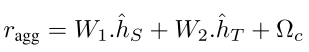 r_agg = W_1.ĥ_S + W_2.ĥ_T + Ω_c